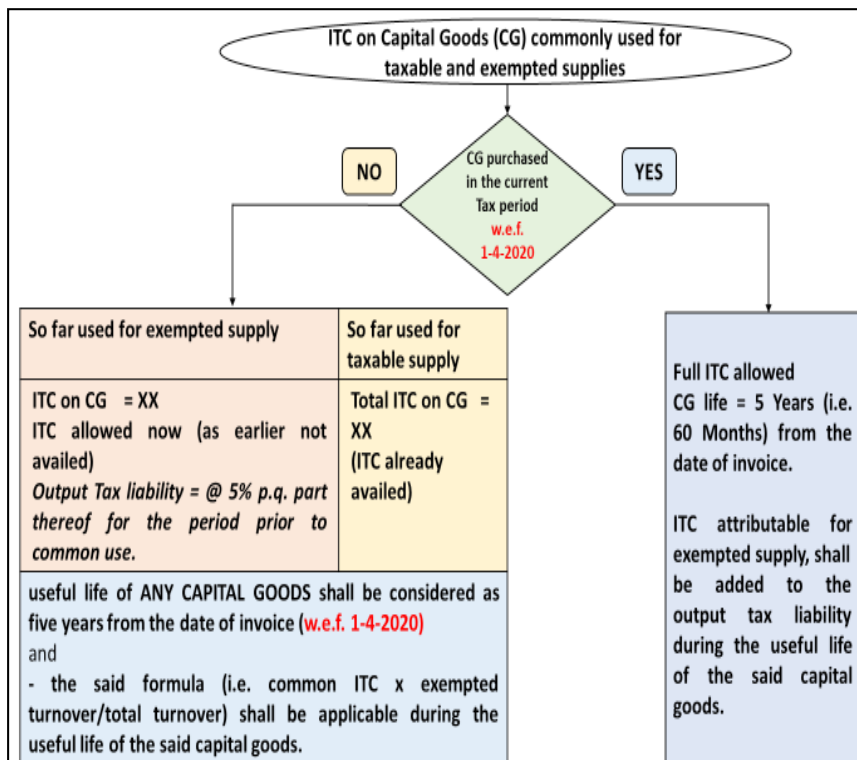 ITC on Capital Goods (CG) commonly used for
taxable and exempted supplies
CG purchased
in the current
Tax period
w.e.f.
1-4-2020
NO
YES
So far used for exempted supply
So far used for
taxable supply
ITC on CG = XX
ITC allowed now (as earlier not
availed)
Output Tax liability = @ 5% p.q. part
thereof for the period prior to
common use.
Total ITC on CG =
XX
(ITC already
availed)
useful life of ANY CAPITAL GOODS shall be considered as
five years from the date of invoice (w.e.f. 1-4-2020)
and
- the said formula (i.e. common ITC x exempted
turnover/total turnover) shall be applicable during the
useful life of the said capital goods.
Full ITC allowed
CG life = 5 Years (i.e.
60 Months) from the
date of invoice.
ITC attributable for
exempted supply, shall
be added to the
output tax liability
during the useful life
of the said capital
goods.